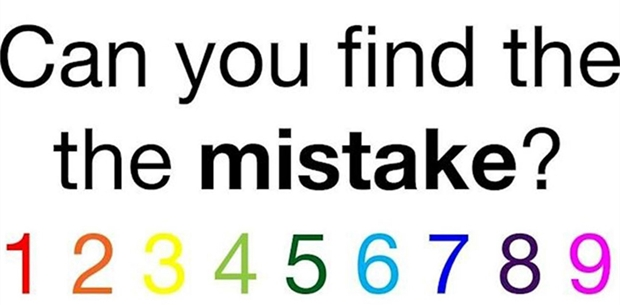 Can you find the
the mistake?
1 2 3 4 5 6 7 8 9